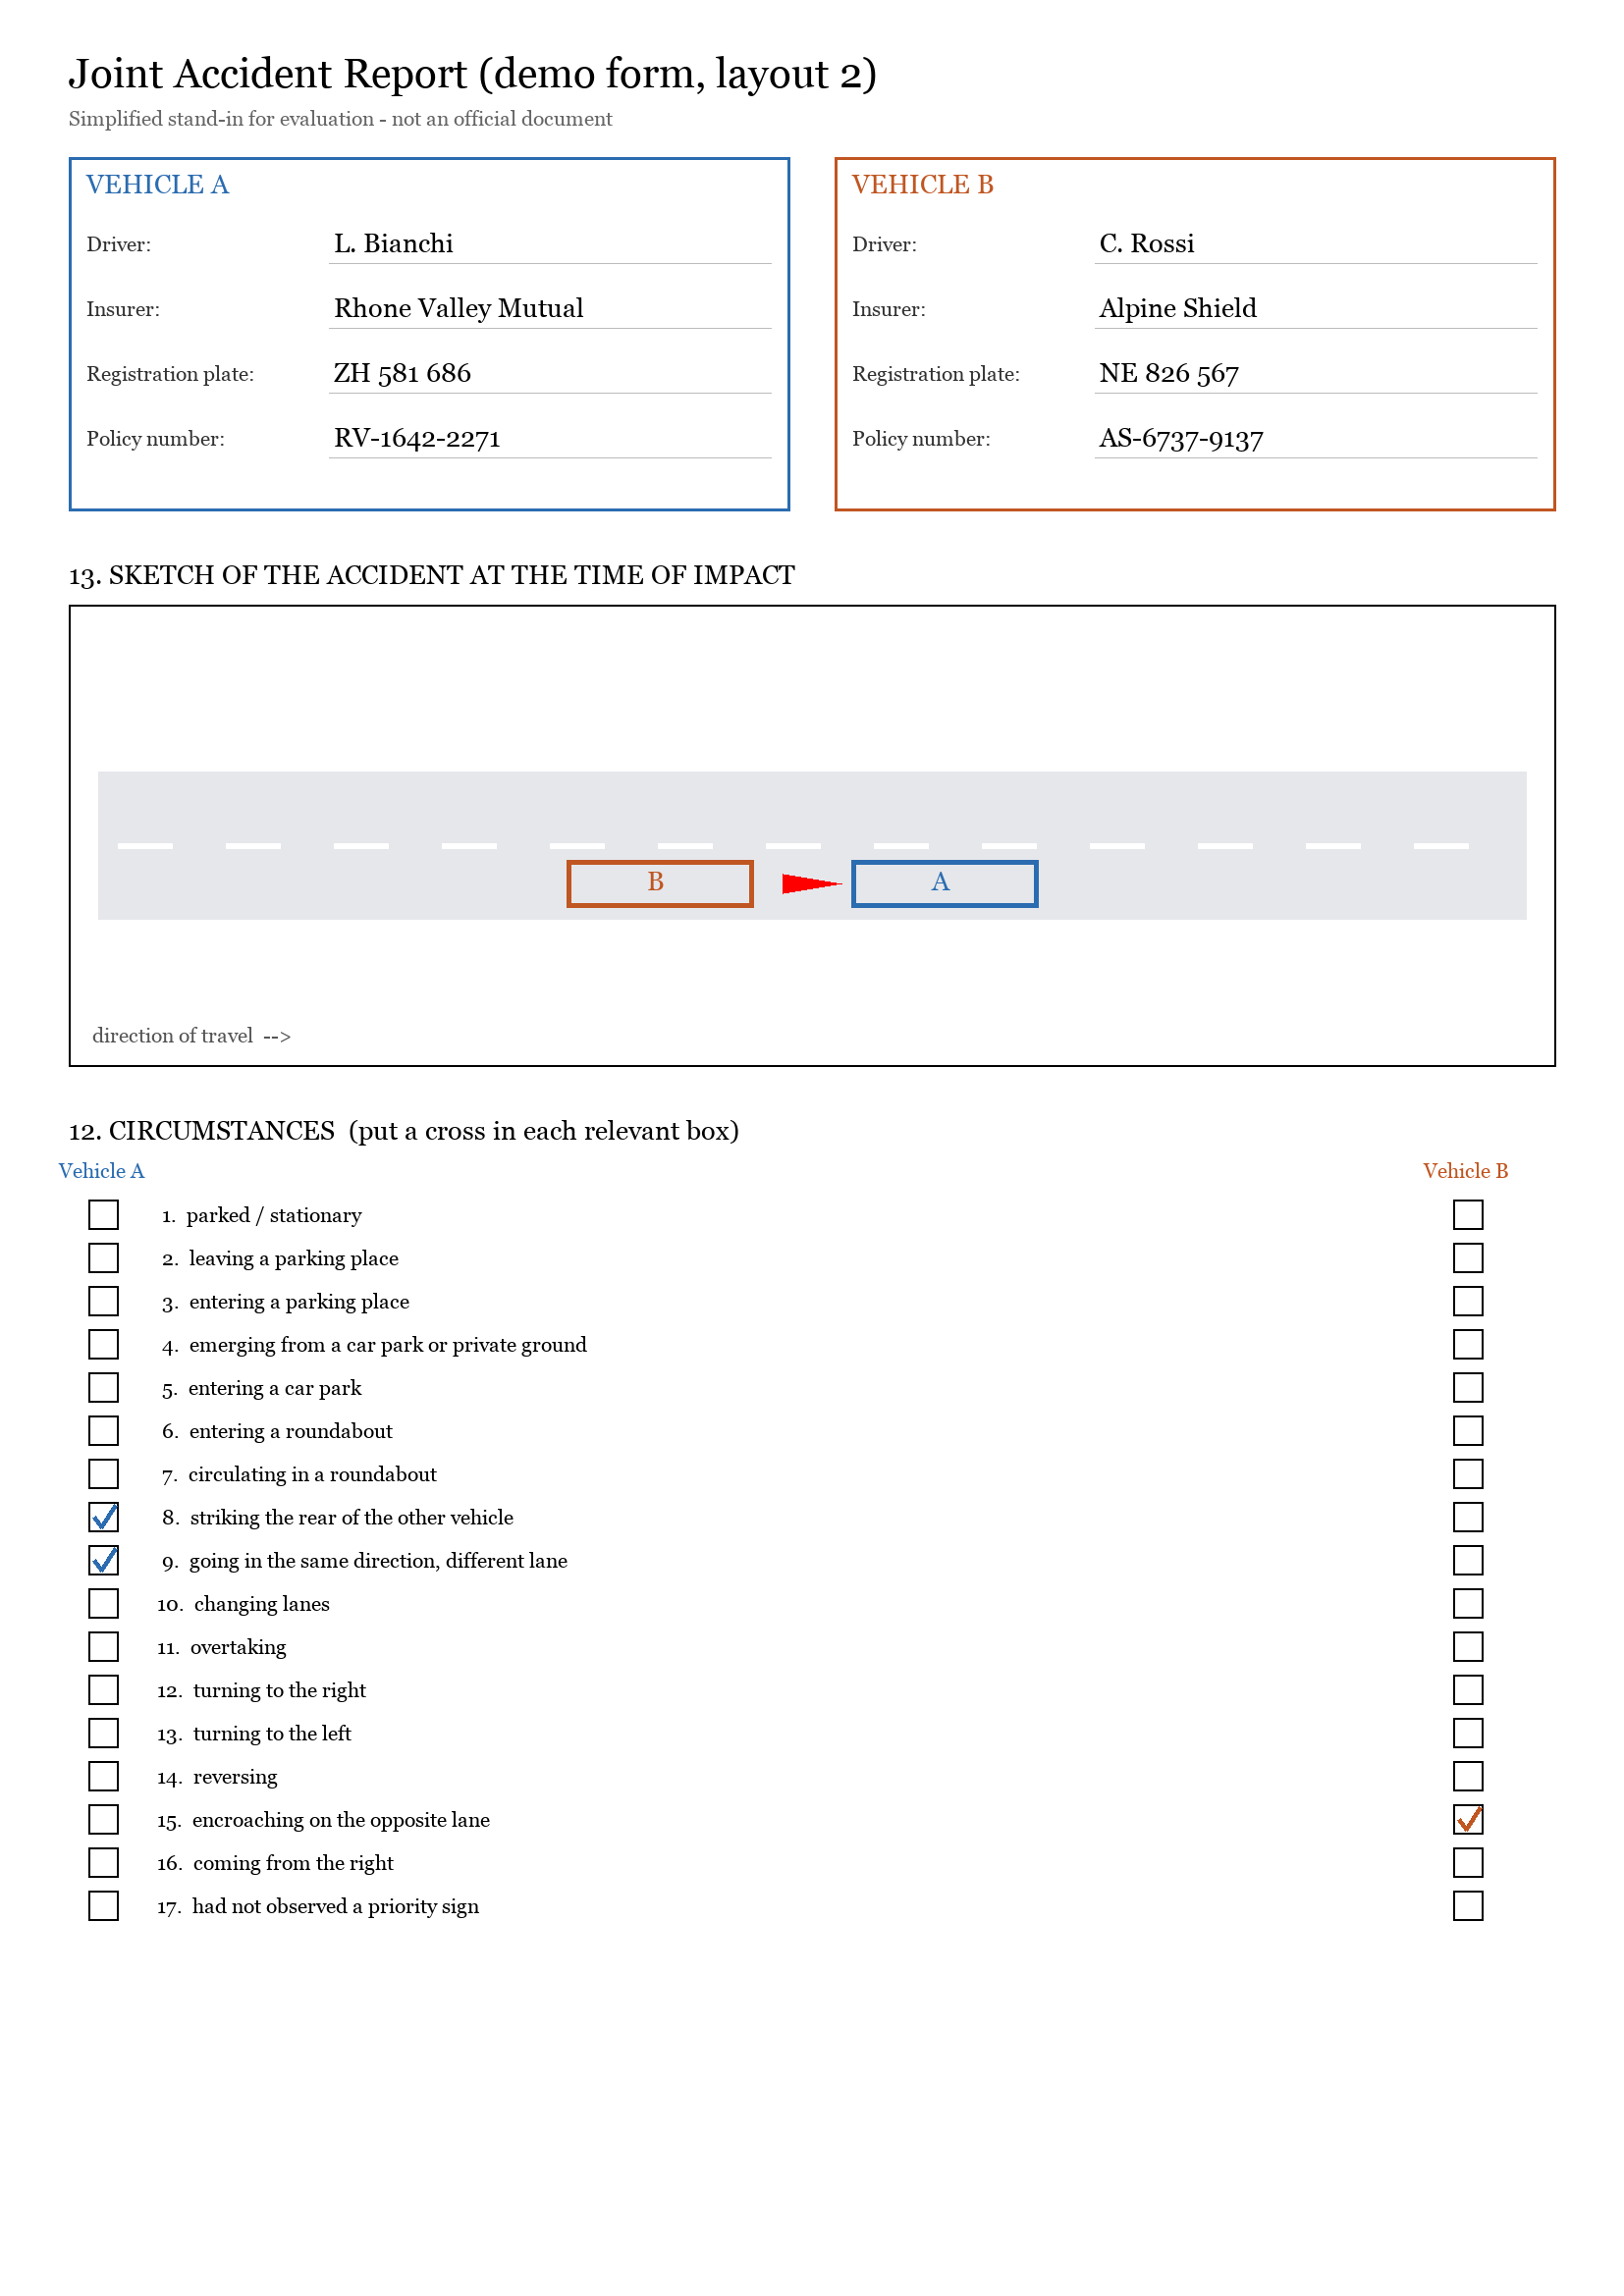 Joint Accident Report (demo form, layout 2)
Simplified stand-in for evaluation - not an official document
VEHICLE A
Driver: L. Bianchi
Insurer: Rhone Valley Mutual
Registration plate: ZH 581 686
Policy number: RV-1642-2271
VEHICLE B
Driver: C. Rossi
Insurer: Alpine Shield
Registration plate: NE 826 567
Policy number: AS-6737-9137
13. SKETCH OF THE ACCIDENT AT THE TIME OF IMPACT
B A
direction of travel -->
12. CIRCUMSTANCES (put a cross in each relevant box)
Vehicle A Vehicle B
1. parked / stationary
2. leaving a parking place
3. entering a parking place
4. emerging from a car park or private ground
5. entering a car park
6. entering a roundabout
7. circulating in a roundabout
8. striking the rear of the other vehicle
9. going in the same direction, different lane
10. changing lanes
11. overtaking
12. turning to the right
13. turning to the left
14. reversing
15. encroaching on the opposite lane
16. coming from the right
17. had not observed a priority sign